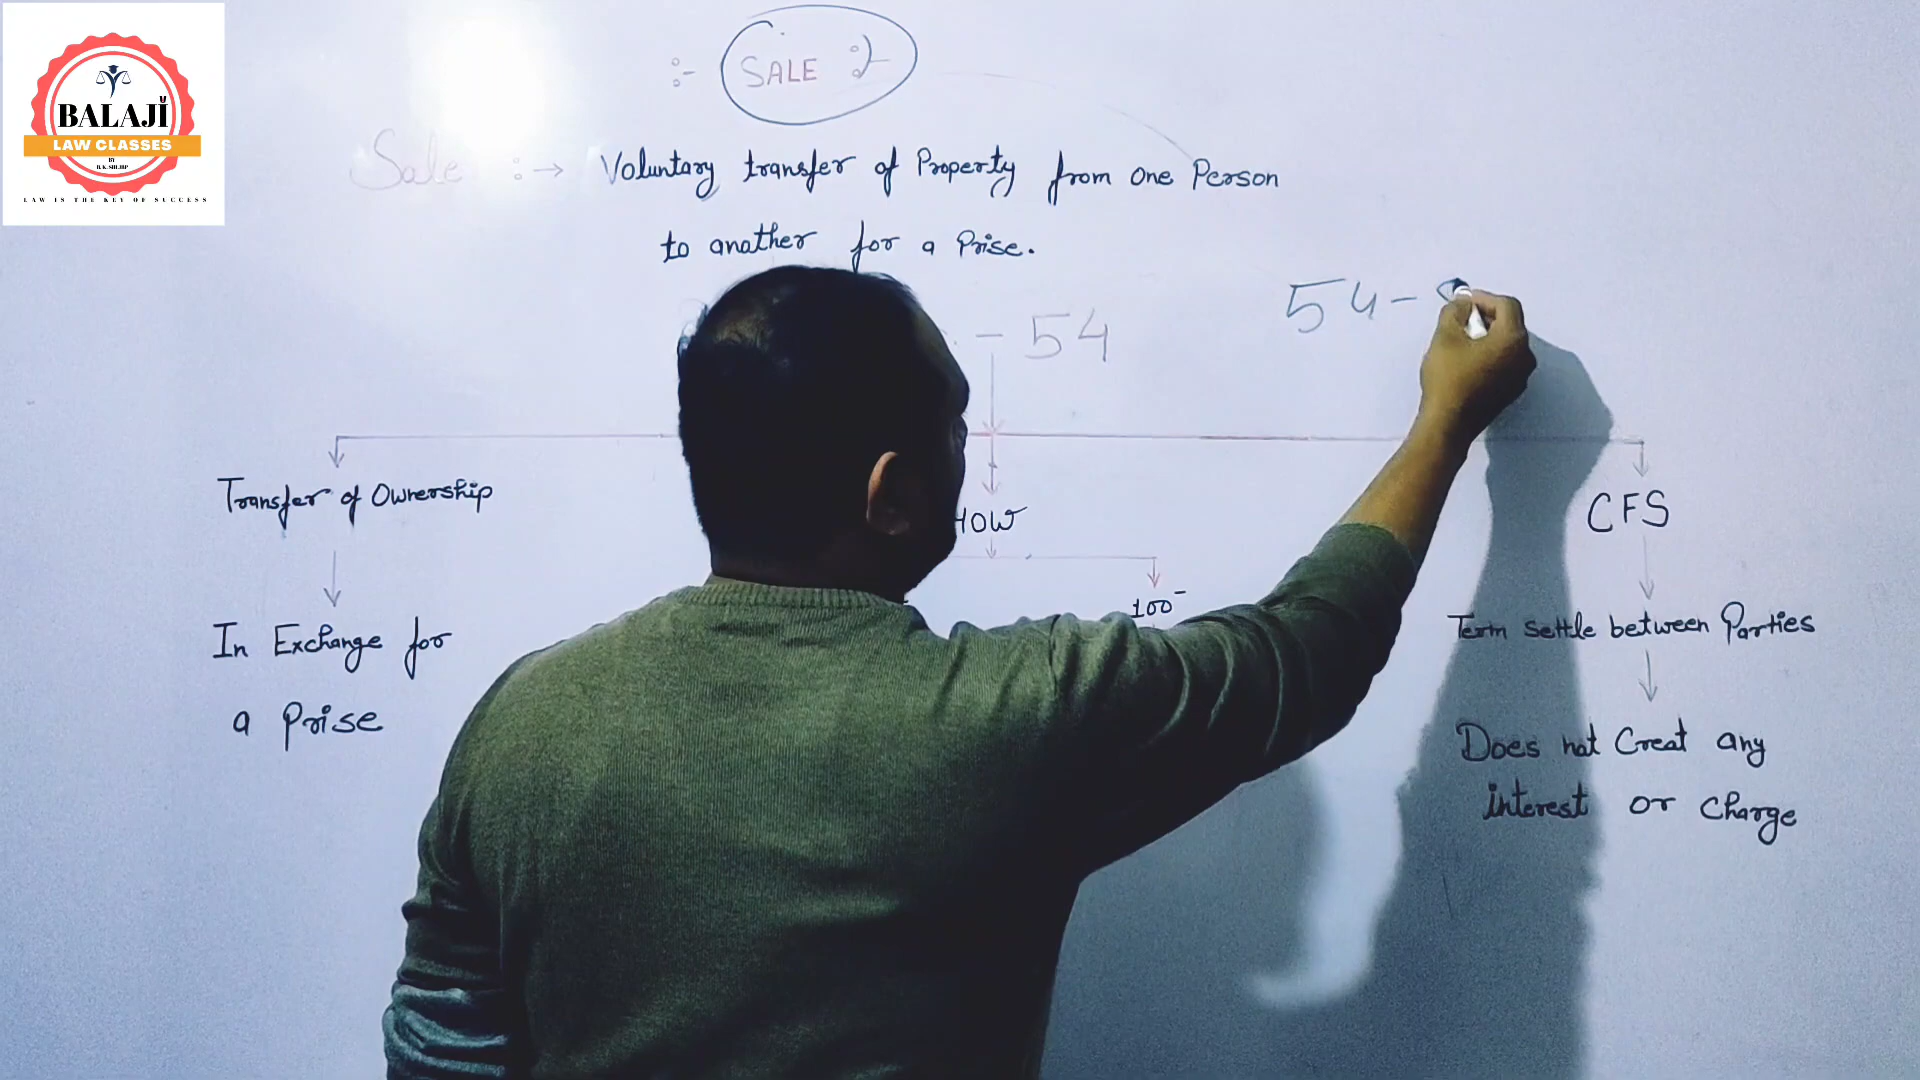 BALAJI
LAW CLASSES
BY
LAW IS THE KEY OF SUCCESS
:- SALE :-
Sale :→ Voluntary transfer of Property from one Person
to another for a Prise.
- 54
54-
Transfer of Ownership
HOW
CFS
In Exchange for
a Prise
100-
Term settle between Parties
Does not Creat any
interest or charge